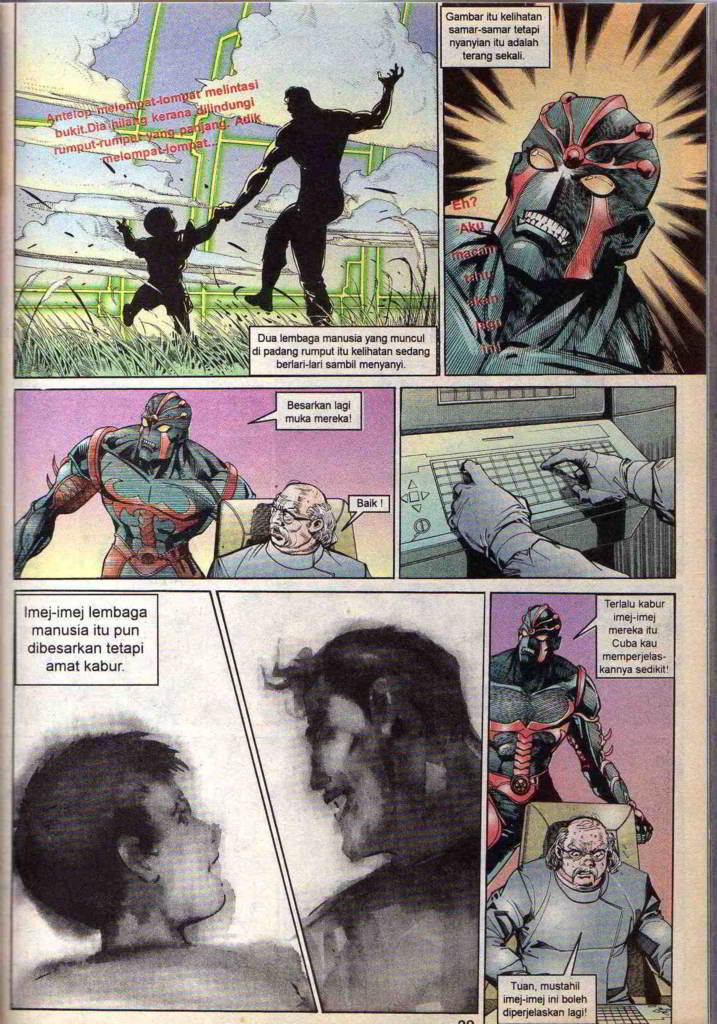 Antelop melompat-lompat melintasi
bukit.Dia hilang kerana dilindungi
rumput-rumput yang panjang. Adik
melompat-lompat...
Dua lembaga manusia yang muncul
di padang rumput itu kelihatan sedang
berlari-lari sambil menyanyi.
Gambar itu kelihatan
samar-samar tetapi
nyanyian itu adalah
terang sekali.
Eh?
Aku
macam
tahu
akan
lagu
ini!
Besarkan lagi
muka mereka!
Baik !
Imej-imej lembaga
manusia itu pun
dibesarkan tetapi
amat kabur.
Terlalu kabur
imej-imej
mereka itu.
Cuba kau
memperjelas-
kannya sedikit!
Tuan, mustahil
imej-imej ini boleh
diperjelaskan lagi!